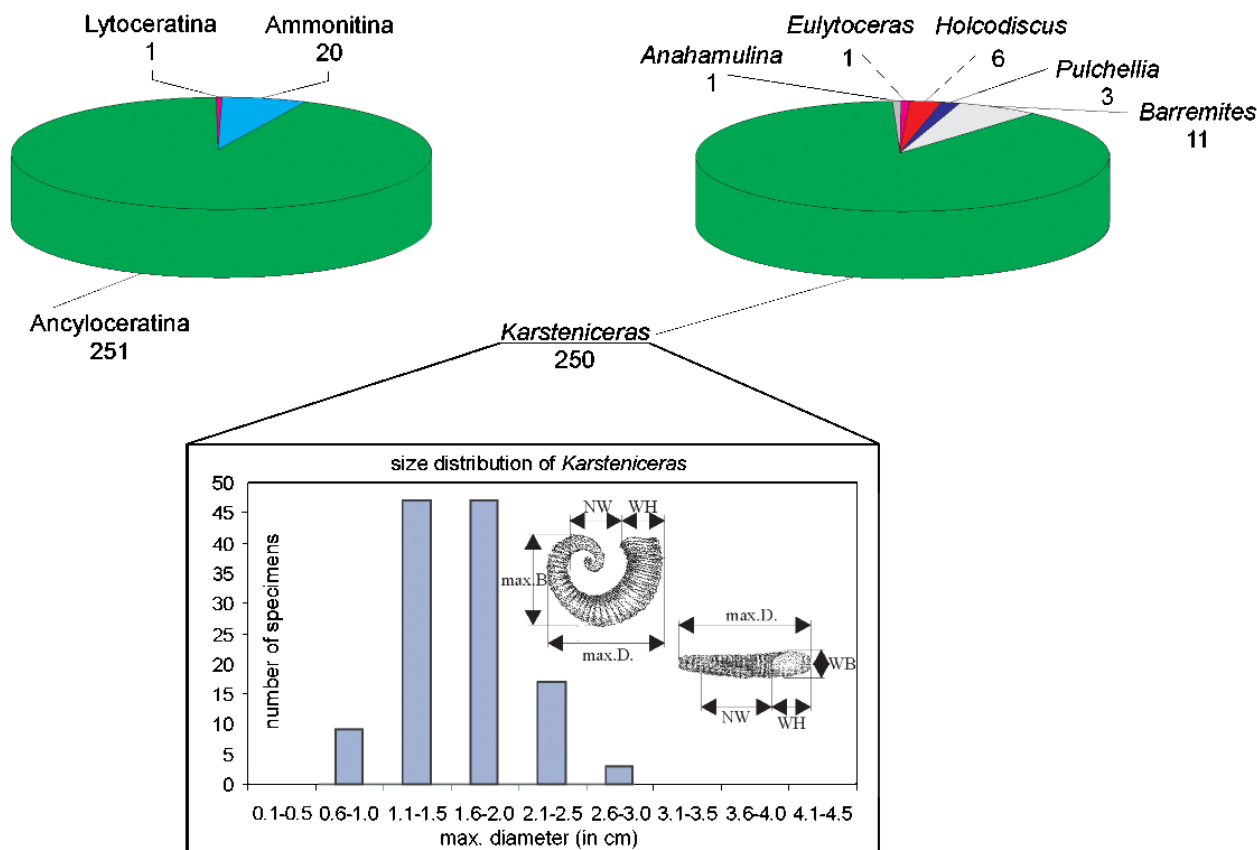 Lytoceratina
1
Ammonitina
20
Ancyloceratina
251
Anahamulina
1
Eulytoceras
1
Holcodiscus
6
Pulchellia
3
Barremites
11
Karsteniceras
250
size distribution of Karsteniceras
number of specimens
50
45
40
35
30
25
20
15
10
5
0
NW WH
max.B
max.D.
max.D.
WB
NW WH
0.1-0.5 0.6-1.0 1.1-1.5 1.6-2.0 2.1-2.5 2.6-3.0 3.1-3.5 3.6-4.0 4.1-4.5
max. diameter (in cm)